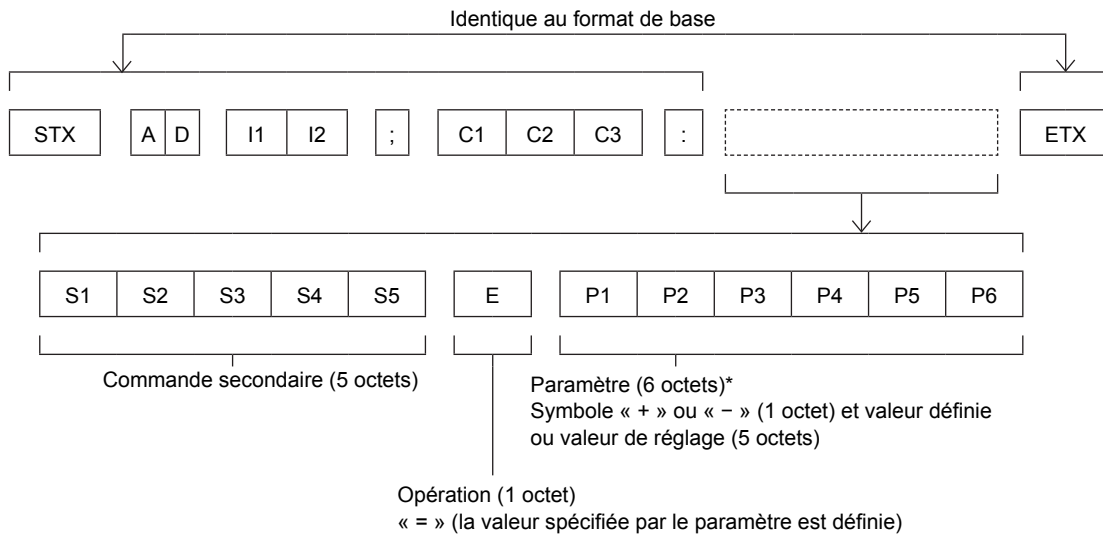 Identique au format de base
STX A D I1 I2 ; C1 C2 C3 : ETX
S1 S2 S3 S4 S5 E P1 P2 P3 P4 P5 P6
Commande secondaire (5 octets)
Paramètre (6 octets)*
Symbole « + » ou « − » (1 octet) et valeur définie
ou valeur de réglage (5 octets)
Opération (1 octet)
« = » (la valeur spécifiée par le paramètre est définie)